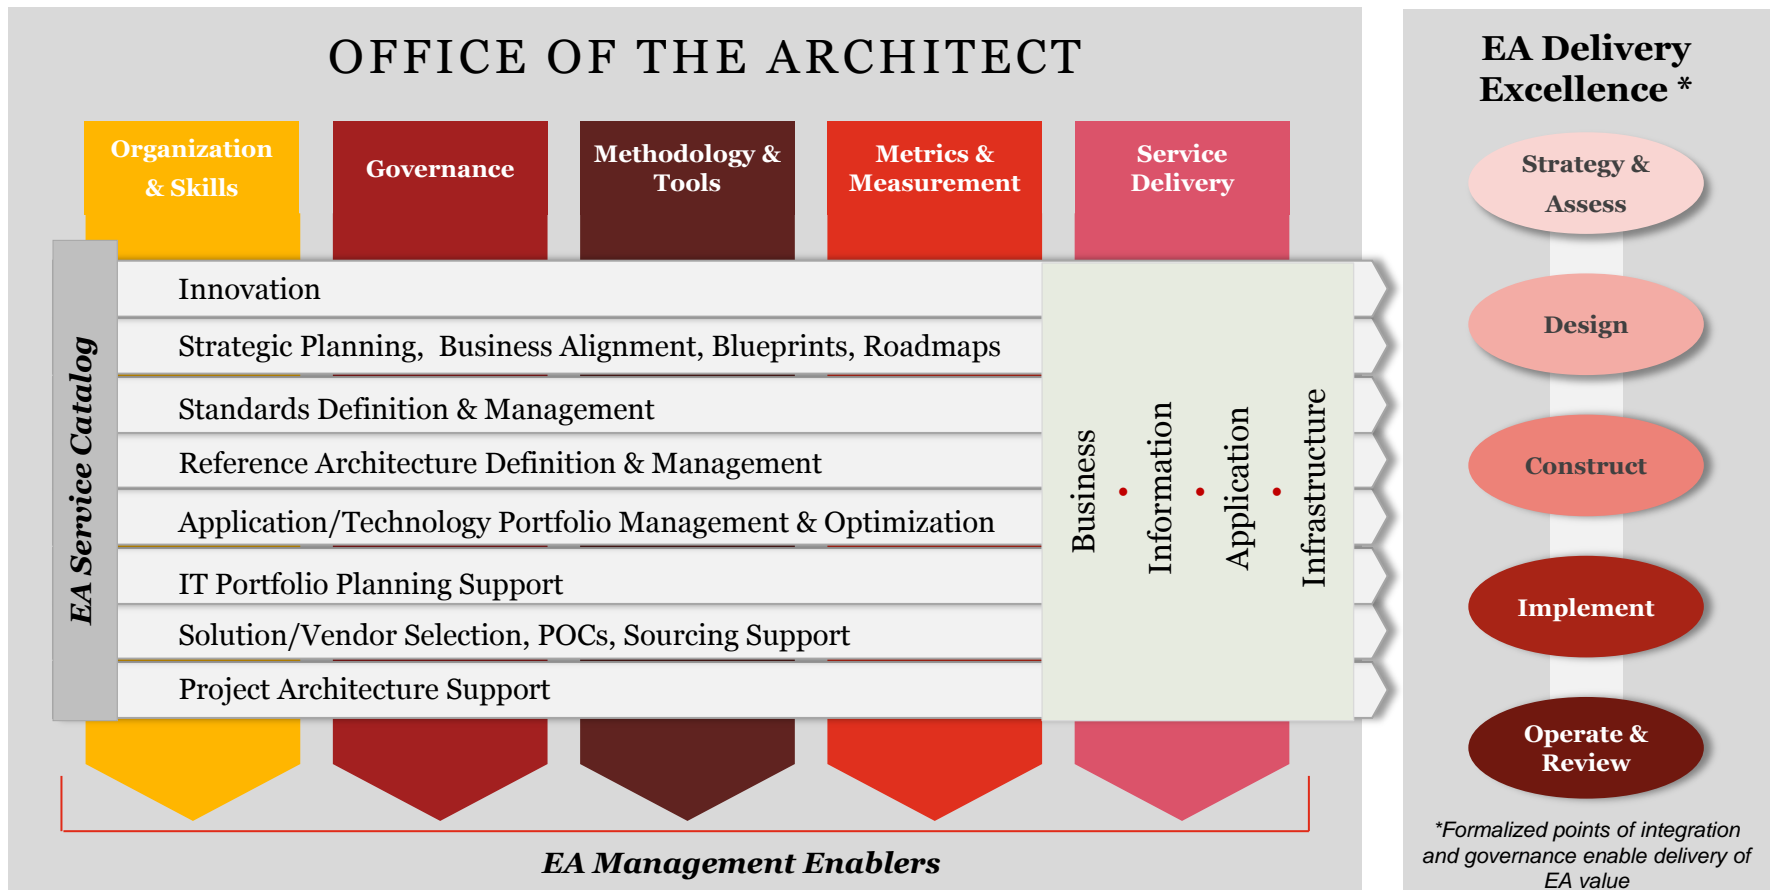 OFFICE OF THE ARCHITECT
Organization
& Skills
Governance
Methodology &
Tools
Metrics &
Measurement
Service
Delivery
EA Service Catalog
Innovation
Strategic Planning,  Business Alignment, Blueprints, Roadmaps
Standards Definition & Management
Reference Architecture Definition & Management
Application/Technology Portfolio Management & Optimization
IT Portfolio Planning Support
Solution/Vendor Selection, POCs, Sourcing Support
Project Architecture Support
Business
•
Information
•
Application
•
Infrastructure
EA Management Enablers
EA Delivery
Excellence *
Strategy &
Assess
Design
Construct
Implement
Operate &
Review
*Formalized points of integration
and governance enable delivery of
EA value